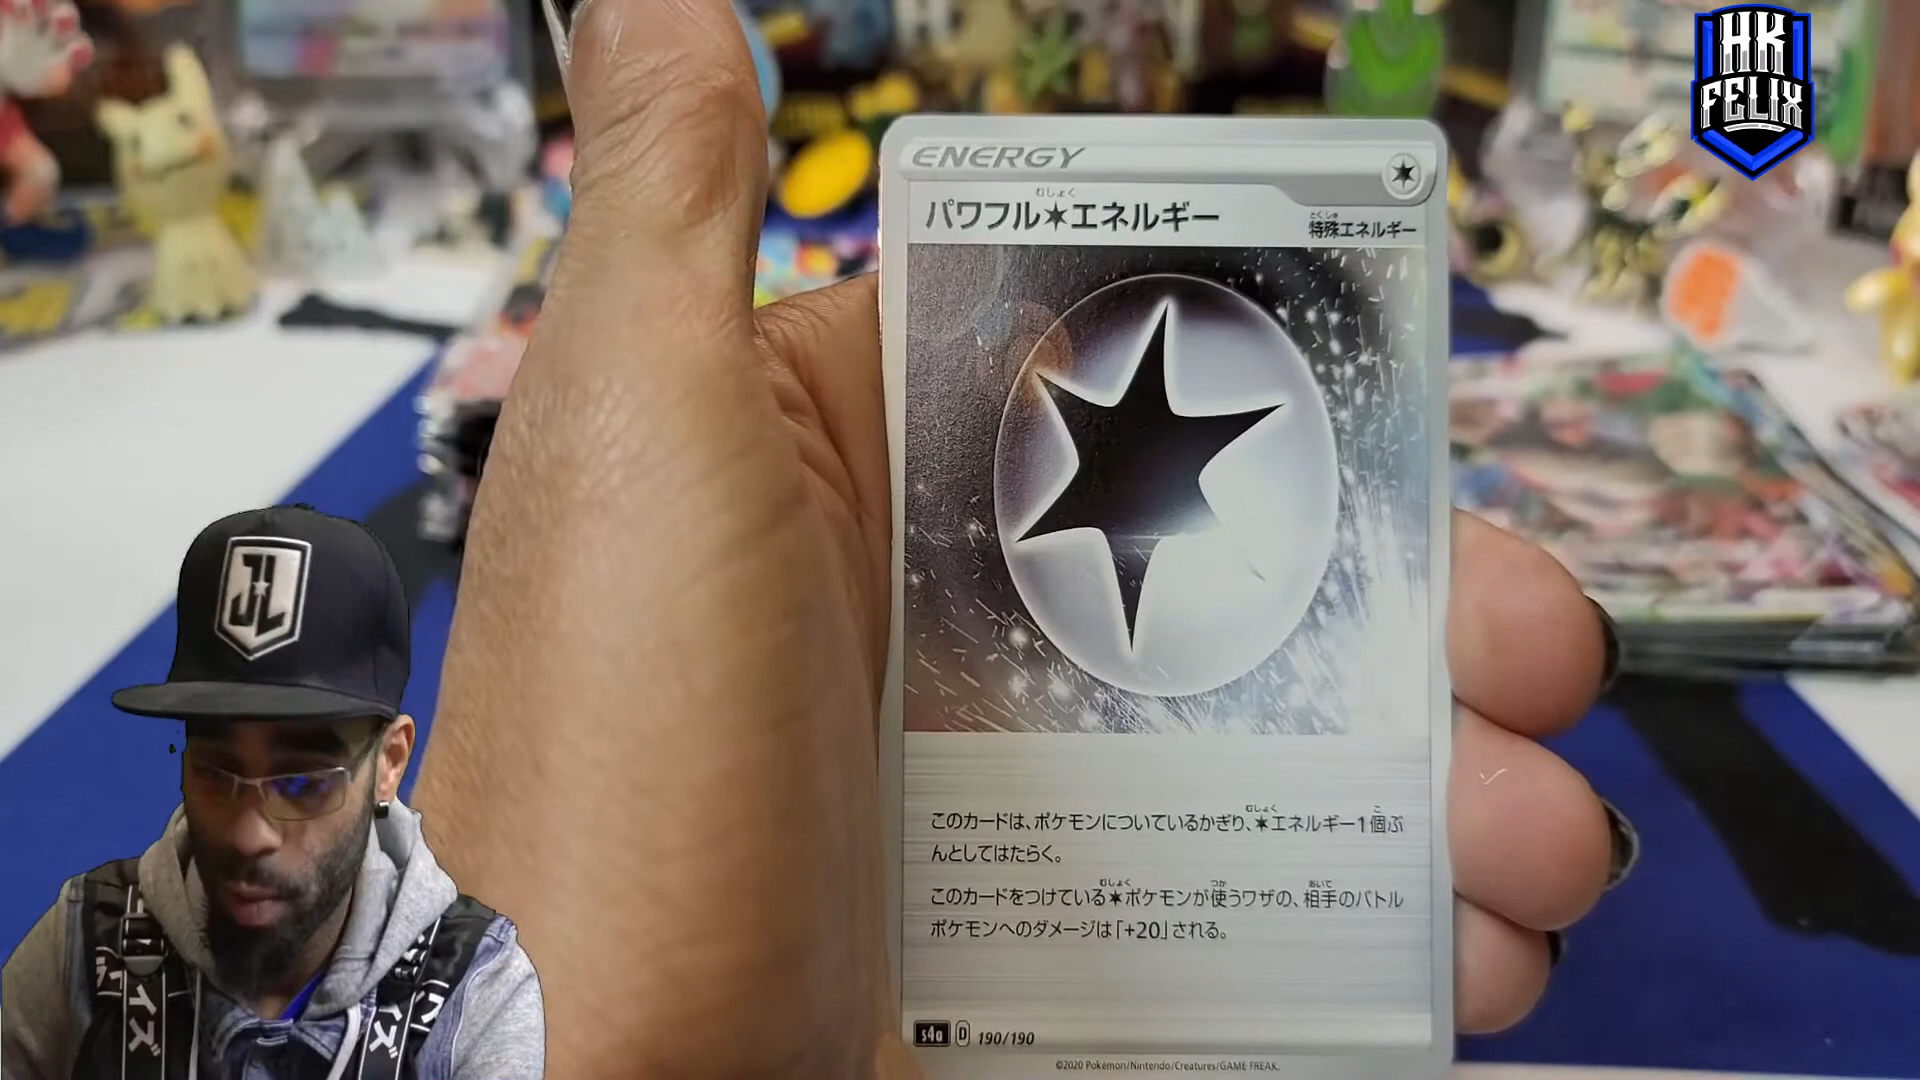 HK
FELIX
ENERGY
むしょく
パワフル✶エネルギー
とくしゅ
特殊エネルギー
むしょく
こ
このカードは、ポケモンについているかぎり、✶エネルギー1個ぶ
んとしてはたらく。
むしょく
つか
あいて
このカードをつけている✶ポケモンが使うワザの、相手のバトル
ポケモンへのダメージは「+20」される。
s4a D 190/190
©2020 Pokémon/Nintendo/Creatures/GAME FREAK.
JL
イズ
イズ